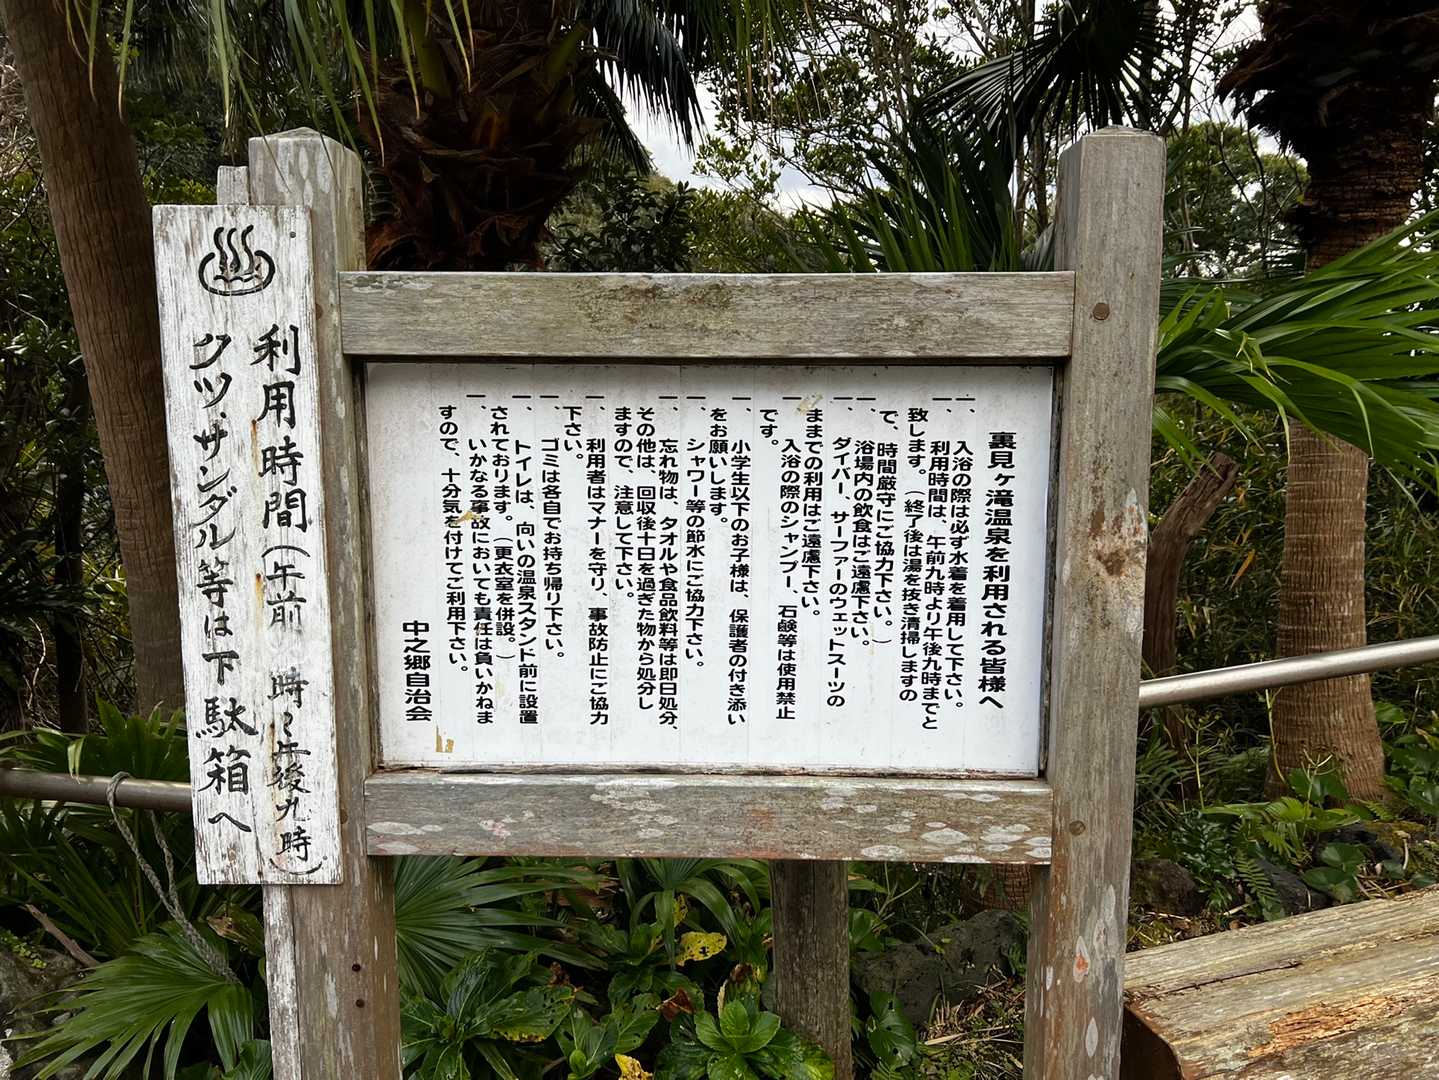 裏見ヶ滝温泉を利用される皆様へ
一、入浴の際は必ず水着を着用して下さい。
一、利用時間は、午前九時より午後九時までと
致します。（終了後は湯を抜き清掃しますの
で、時間厳守にご協力下さい。）
一、浴場内の飲食はご遠慮下さい。
一、ダイバー、サーファーのウェットスーツの
ままでの利用はご遠慮下さい。
一、入浴の際のシャンプー、石鹸等は使用禁止
です。
一、小学生以下のお子様は、保護者の付き添い
をお願いします。
一、シャワー等の節水にご協力下さい。
一、忘れ物は、タオルや食品飲料等は即日処分、
その他は、回収後十日を過ぎた物から処分し
ますので、注意して下さい。
一、利用者はマナーを守り、事故防止にご協力
下さい。
一、ゴミは各自でお持ち帰り下さい。
一、トイレは、向いの温泉スタンド前に設置
されております。（更衣室を併設。）
一、いかなる事故においても責任は負いかねま
すので、十分気を付けてご利用下さい。
中之郷自治会
利用時間（午前 時〜午後九時）
クツ、サンダル等は下駄箱へ